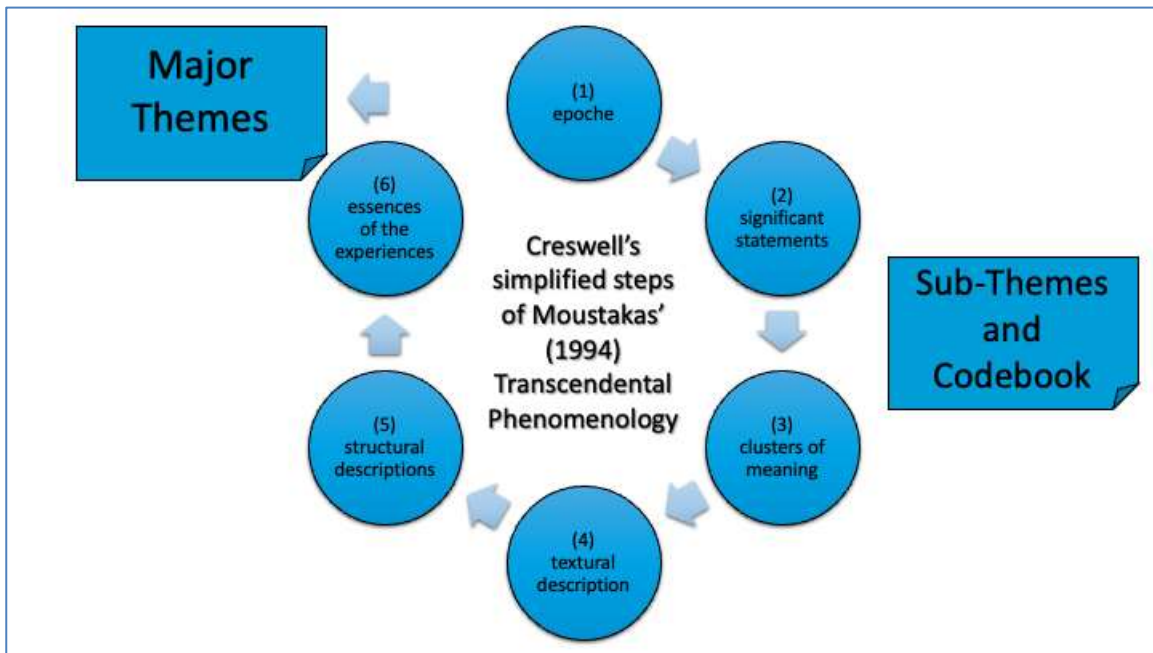 Major
Themes
(1)
epoche
(2)
significant
statements
Sub-Themes
and
Codebook
(3)
clusters of
meaning
(4)
textural
description
(5)
structural
descriptions
(6)
essences
of the
experiences
Creswell’s
simplified steps
of Moustakas’
(1994)
Transcendental
Phenomenology